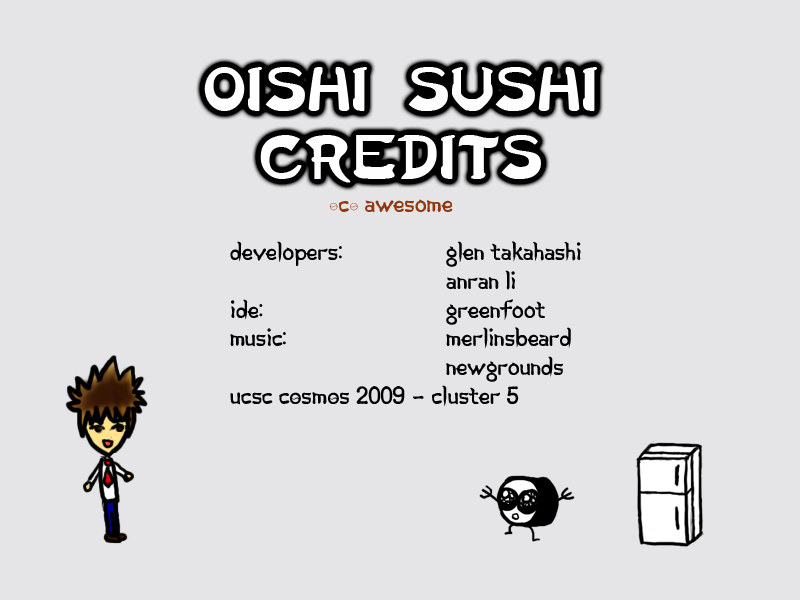 OISHI SUSHI
CREDITS
©c© awesome
developers: glen takahashi
anran li
ide: greenfoot
music: merlinsbeard
newgrounds
ucsc cosmos 2009 - cluster 5